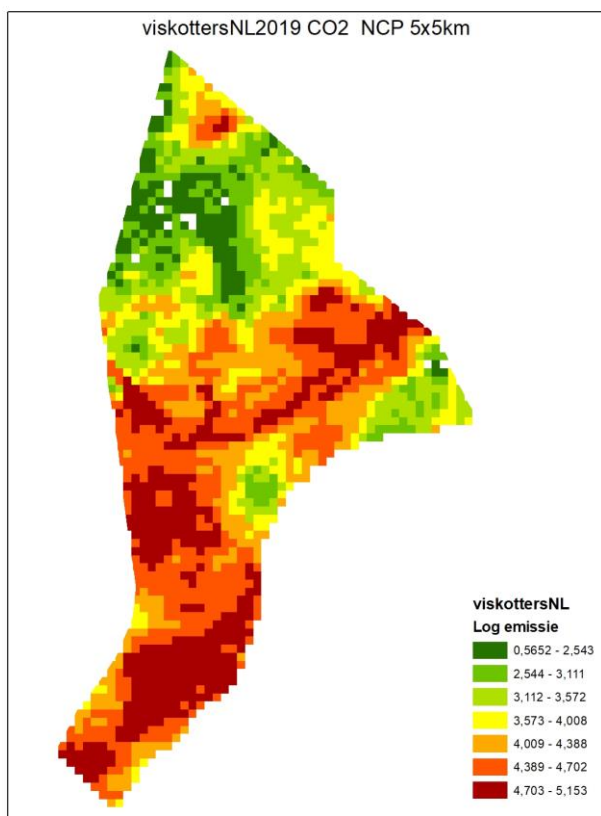 viskottersNL2019 CO2 NCP 5x5km
viskottersNL
Log emissie
0,5652 - 2,543
2,544 - 3,111
3,112 - 3,572
3,573 - 4,008
4,009 - 4,388
4,389 - 4,702
4,703 - 5,153